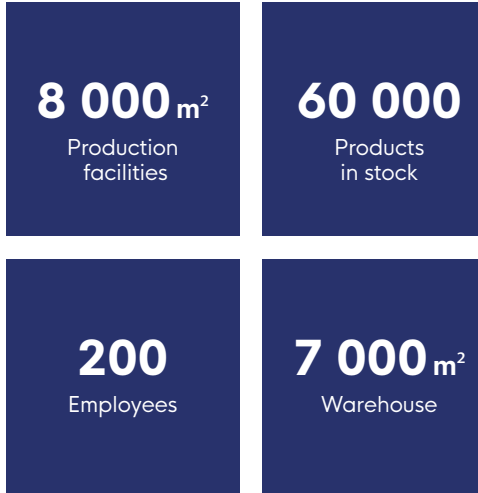 8 000 m²
Production
facilities
60 000
Products
in stock
200
Employees
7 000 m²
Warehouse